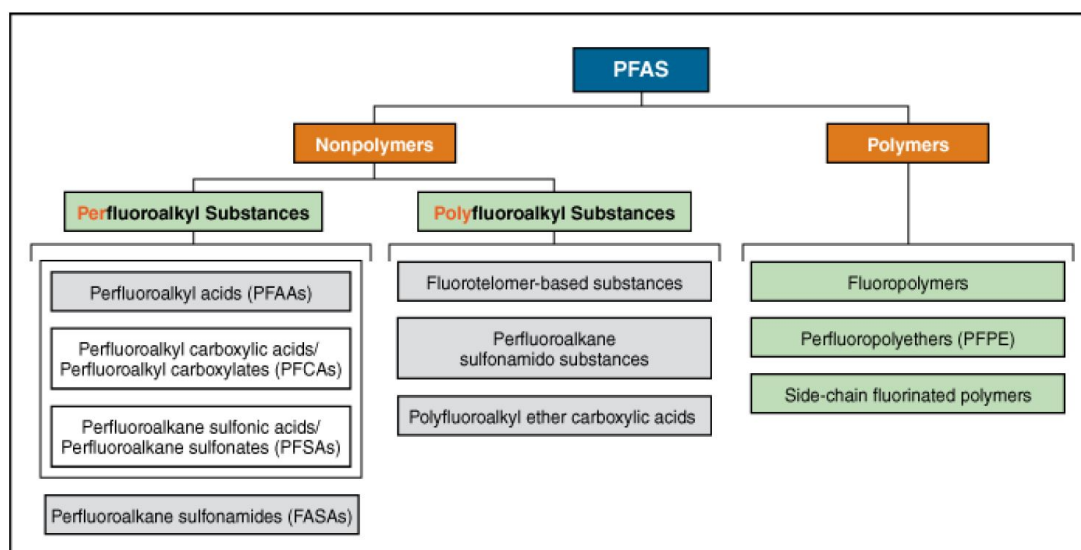 PFAS
Nonpolymers
Polymers
Perfluoroalkyl Substances
Polyfluoroalkyl Substances
Perfluoroalkyl acids (PFAAs)
Perfluoroalkyl carboxylic acids/
Perfluoroalkyl carboxylates (PFCAs)
Perfluoroalkane sulfonic acids/
Perfluoroalkane sulfonates (PFSAs)
Perfluoroalkane sulfonamides (FASAs)
Fluorotelomer-based substances
Perfluoroalkane
sulfonamido substances
Polyfluoroalkyl ether carboxylic acids
Fluoropolymers
Perfluoropolyethers (PFPE)
Side-chain fluorinated polymers